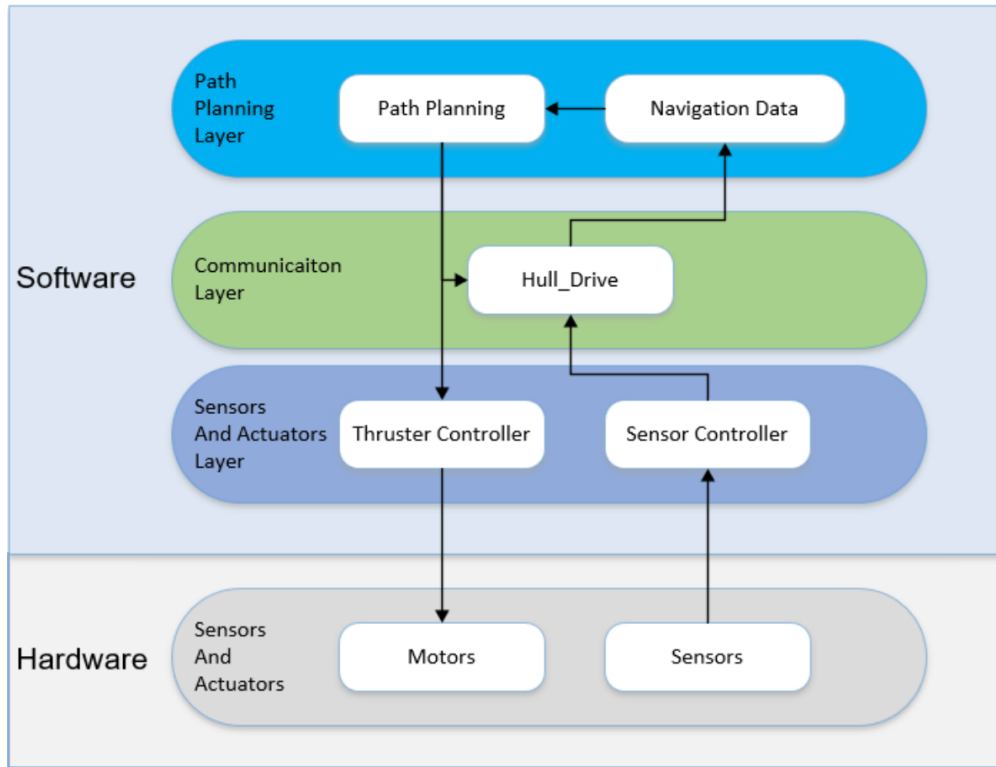 Path
Planning
Layer
Path Planning
Navigation Data
Software
Communicaiton
Layer
Hull_Drive
Sensors
And Actuators
Layer
Thruster Controller
Sensor Controller
Hardware
Sensors
And
Actuators
Motors
Sensors